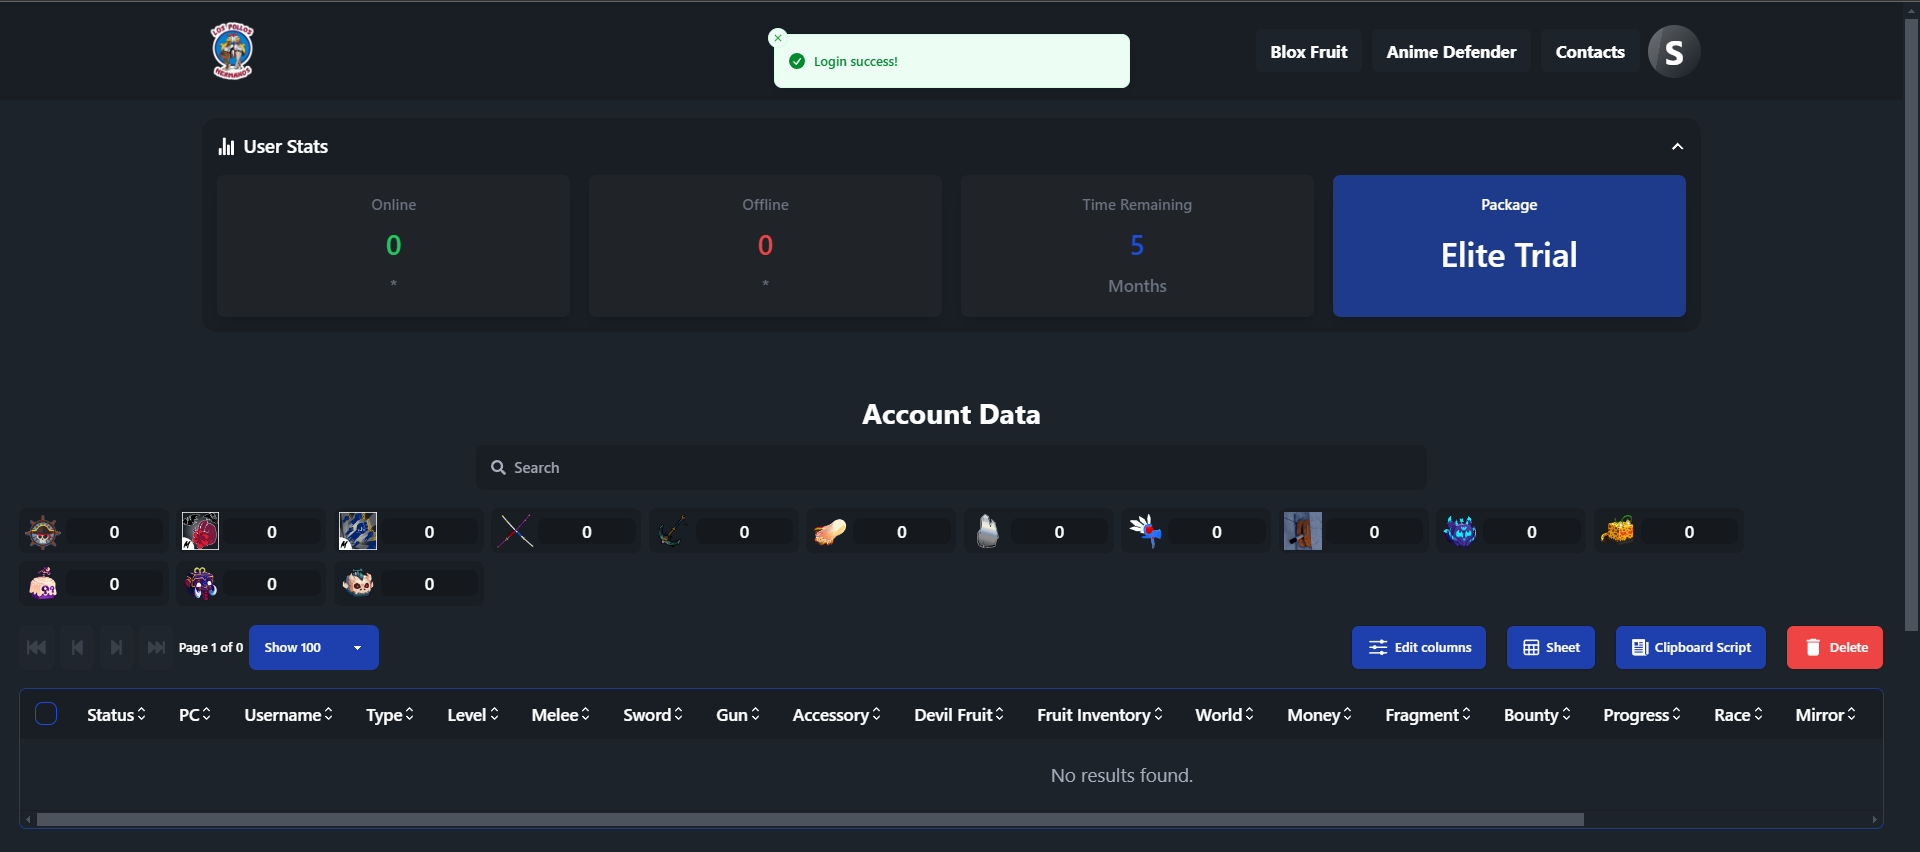 LOS POLLOS
HERMANOS
Login success!
Blox Fruit
Anime Defender
Contacts
S
User Stats
Online
0
*
Offline
0
*
Time Remaining
5
Months
Package
Elite Trial
Account Data
Search
0 0 0 0 0 0 0 0 0 0 0
0 0 0
Page 1 of 0
Show 100
Edit columns
Sheet
Clipboard Script
Delete
Status PC Username Type Level Melee Sword Gun Accessory Devil Fruit Fruit Inventory World Money Fragment Bounty Progress Race Mirror
No results found.